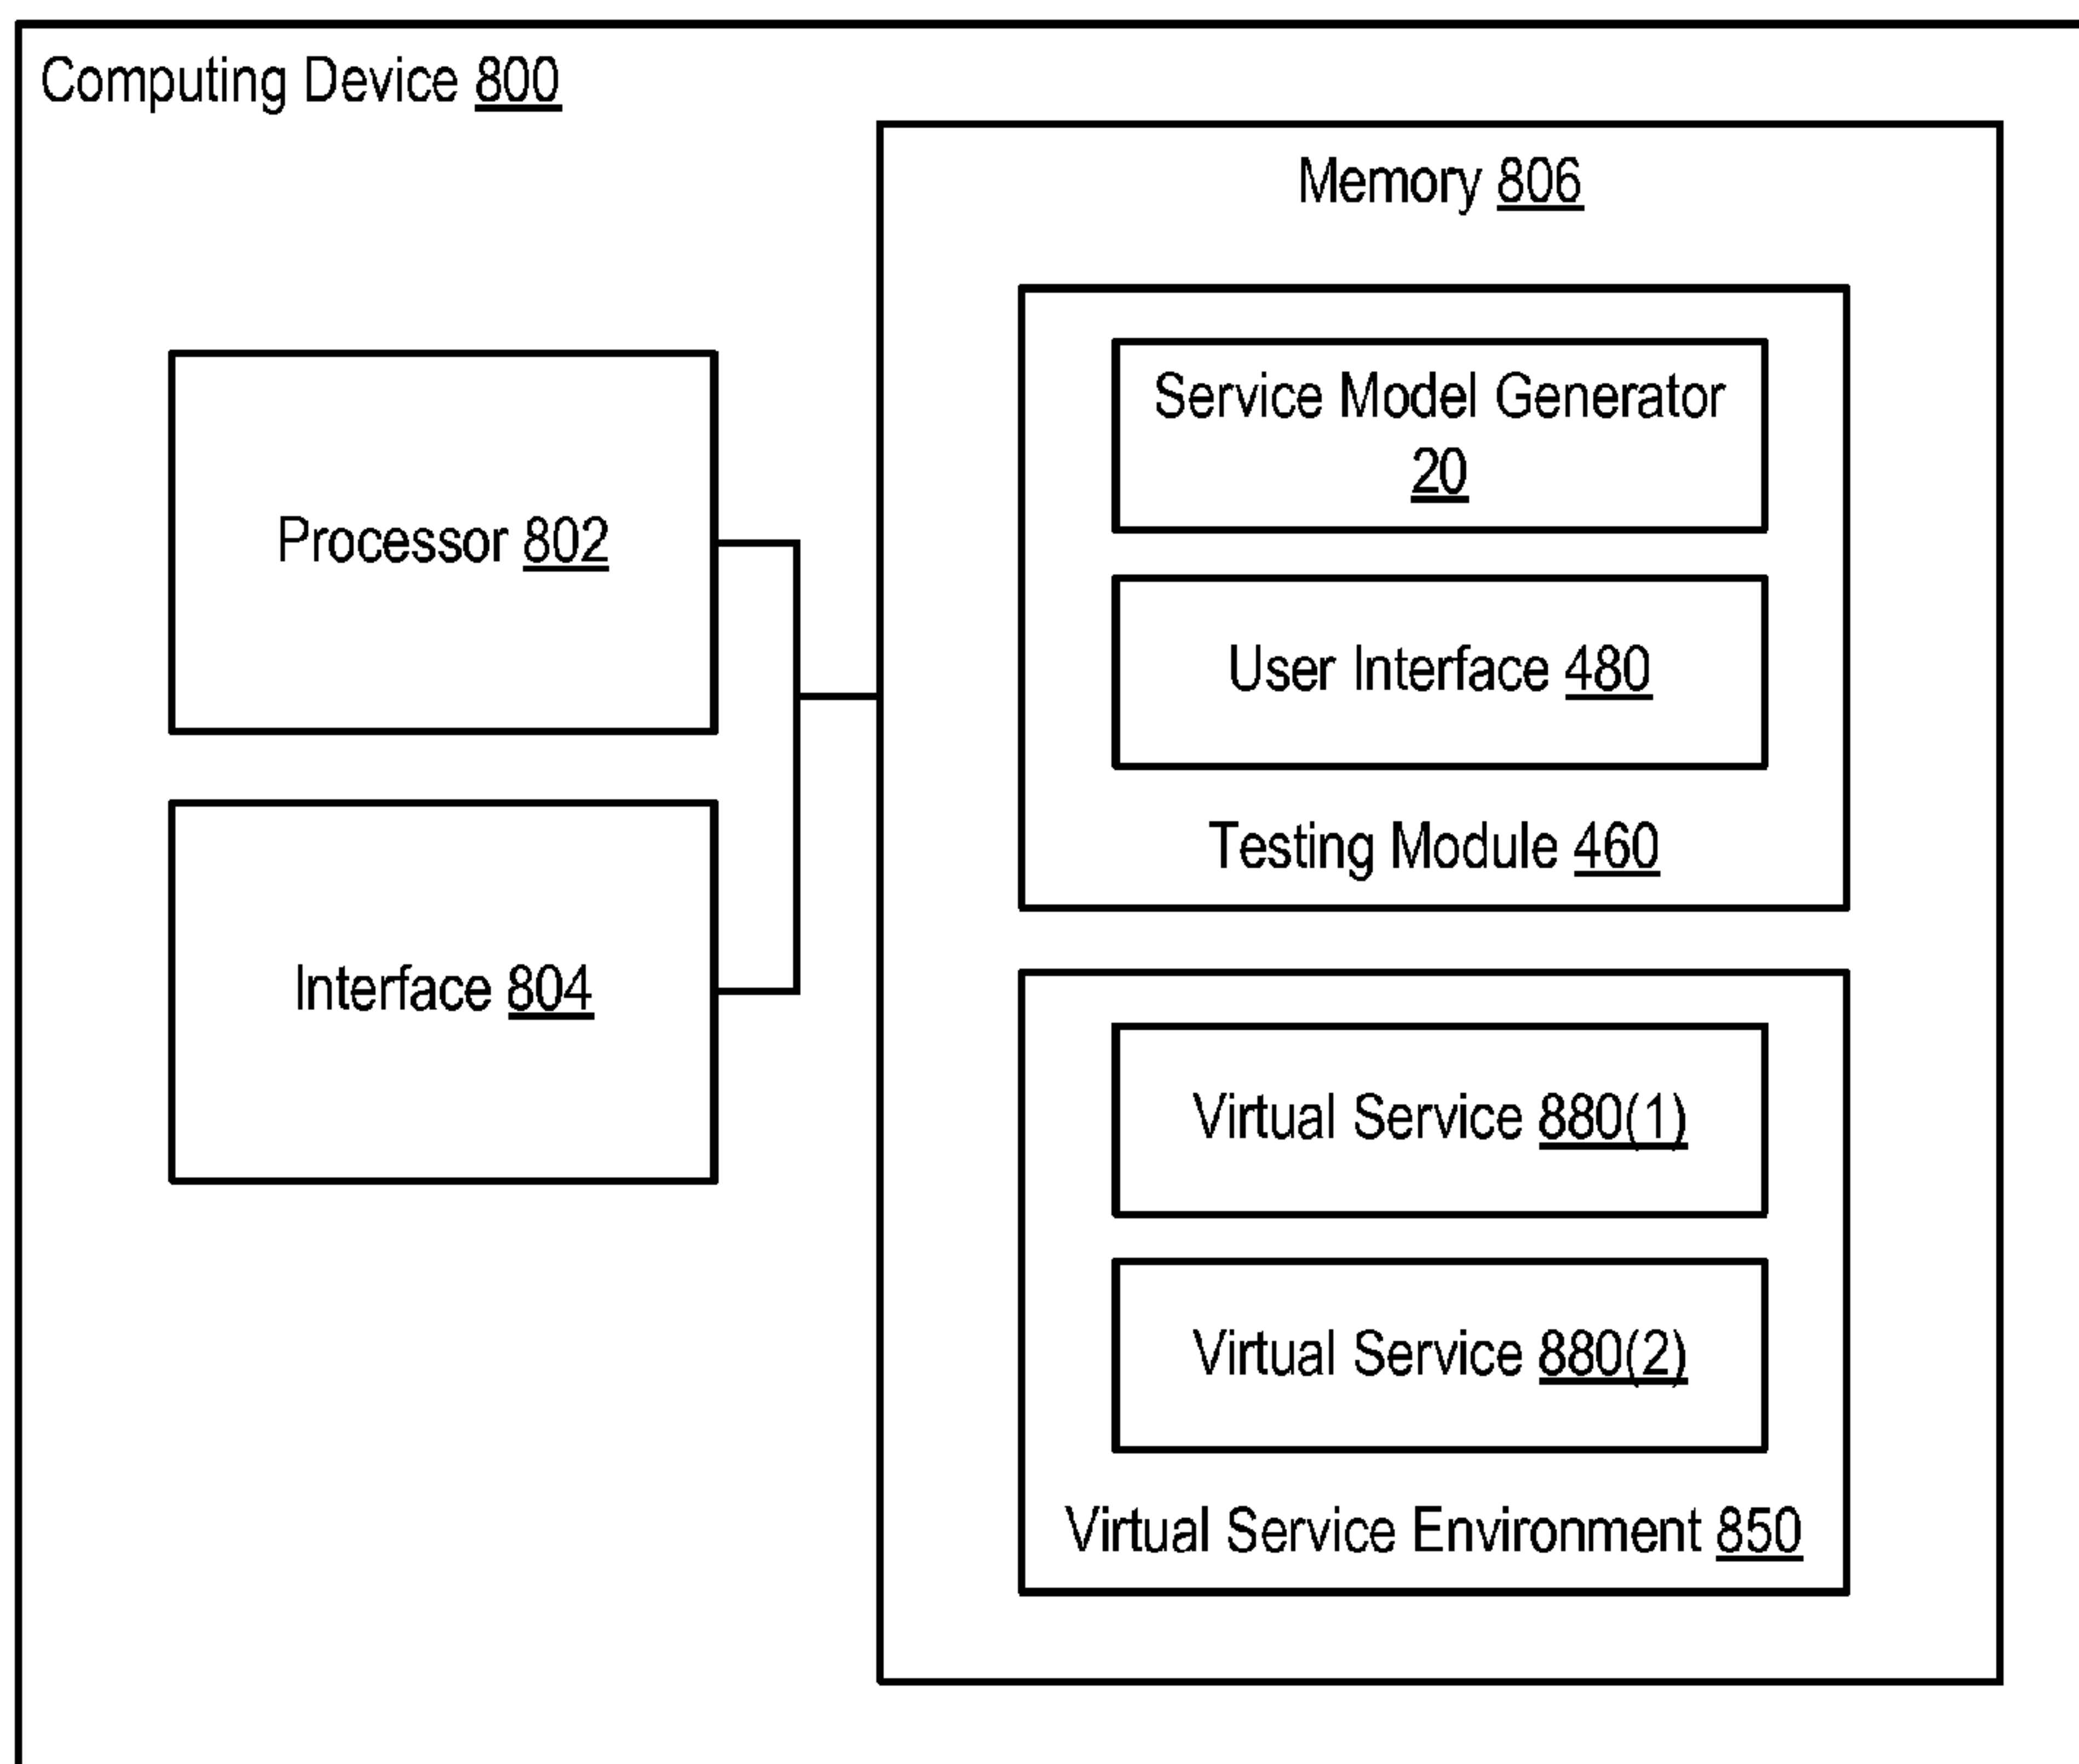 Computing Device 800
Memory 806
Service Model Generator
20
Processor 802
User Interface 480
Testing Module 460
Interface 804
Virtual Service 880(1)
Virtual Service 880(2)
Virtual Service Environment 850